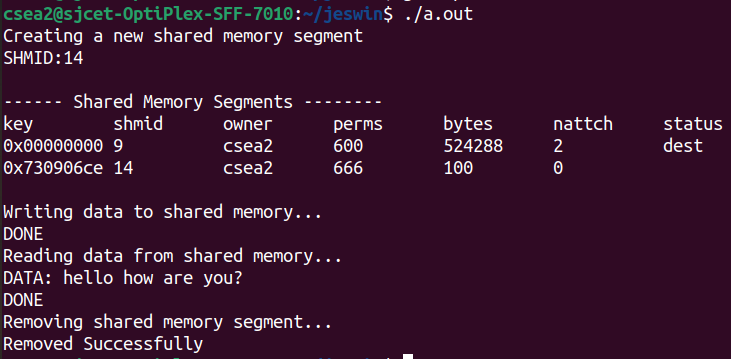 csea2@sjcet-OptiPlex-SFF-7010:~/jeswin$ ./a.out
Creating a new shared memory segment
SHMID:14
------ Shared Memory Segments --------
key shmid owner perms bytes nattch status
0x00000000 9 csea2 600 524288 2 dest
0x730906ce 14 csea2 666 100 0
Writing data to shared memory...
DONE
Reading data from shared memory...
DATA: hello how are you?
DONE
Removing shared memory segment...
Removed Successfully